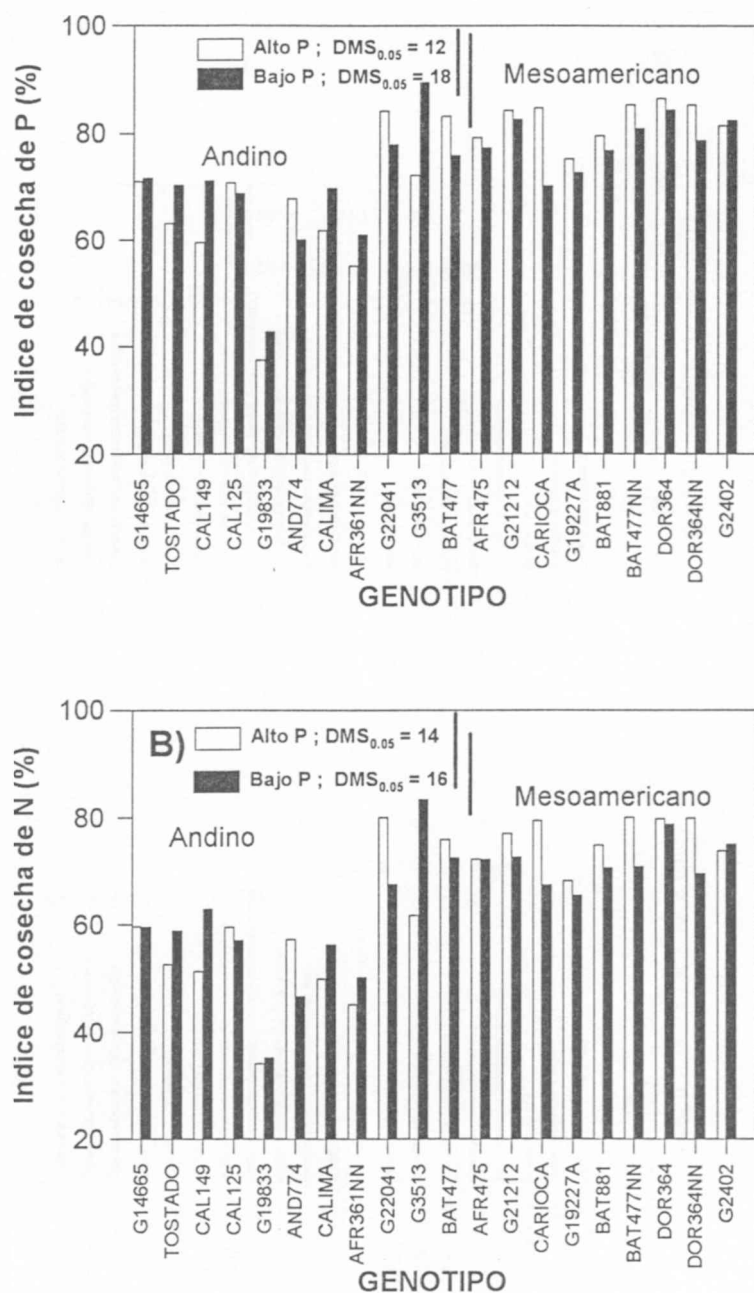 100
80
60
40
20
Indice de cosecha de P (%)
Alto P ; DMS0.05 = 12
Bajo P ; DMS0.05 = 18
Andino
Mesoamericano
G14665
TOSTADO
CAL149
CAL125
G19833
AND774
CALIMA
AFR361NN
G22041
G3513
BAT477
AFR475
G21212
CARIOCA
G19227A
BAT881
BAT477NN
DOR364
DOR364NN
G2402
GENOTIPO
100
80
60
40
20
Indice de cosecha de N (%)
B)
Alto P ; DMS0.05 = 14
Bajo P ; DMS0.05 = 16
Andino
Mesoamericano
G14665
TOSTADO
CAL149
CAL125
G19833
AND774
CALIMA
AFR361NN
G22041
G3513
BAT477
AFR475
G21212
CARIOCA
G19227A
BAT881
BAT477NN
DOR364
DOR364NN
G2402
GENOTIPO